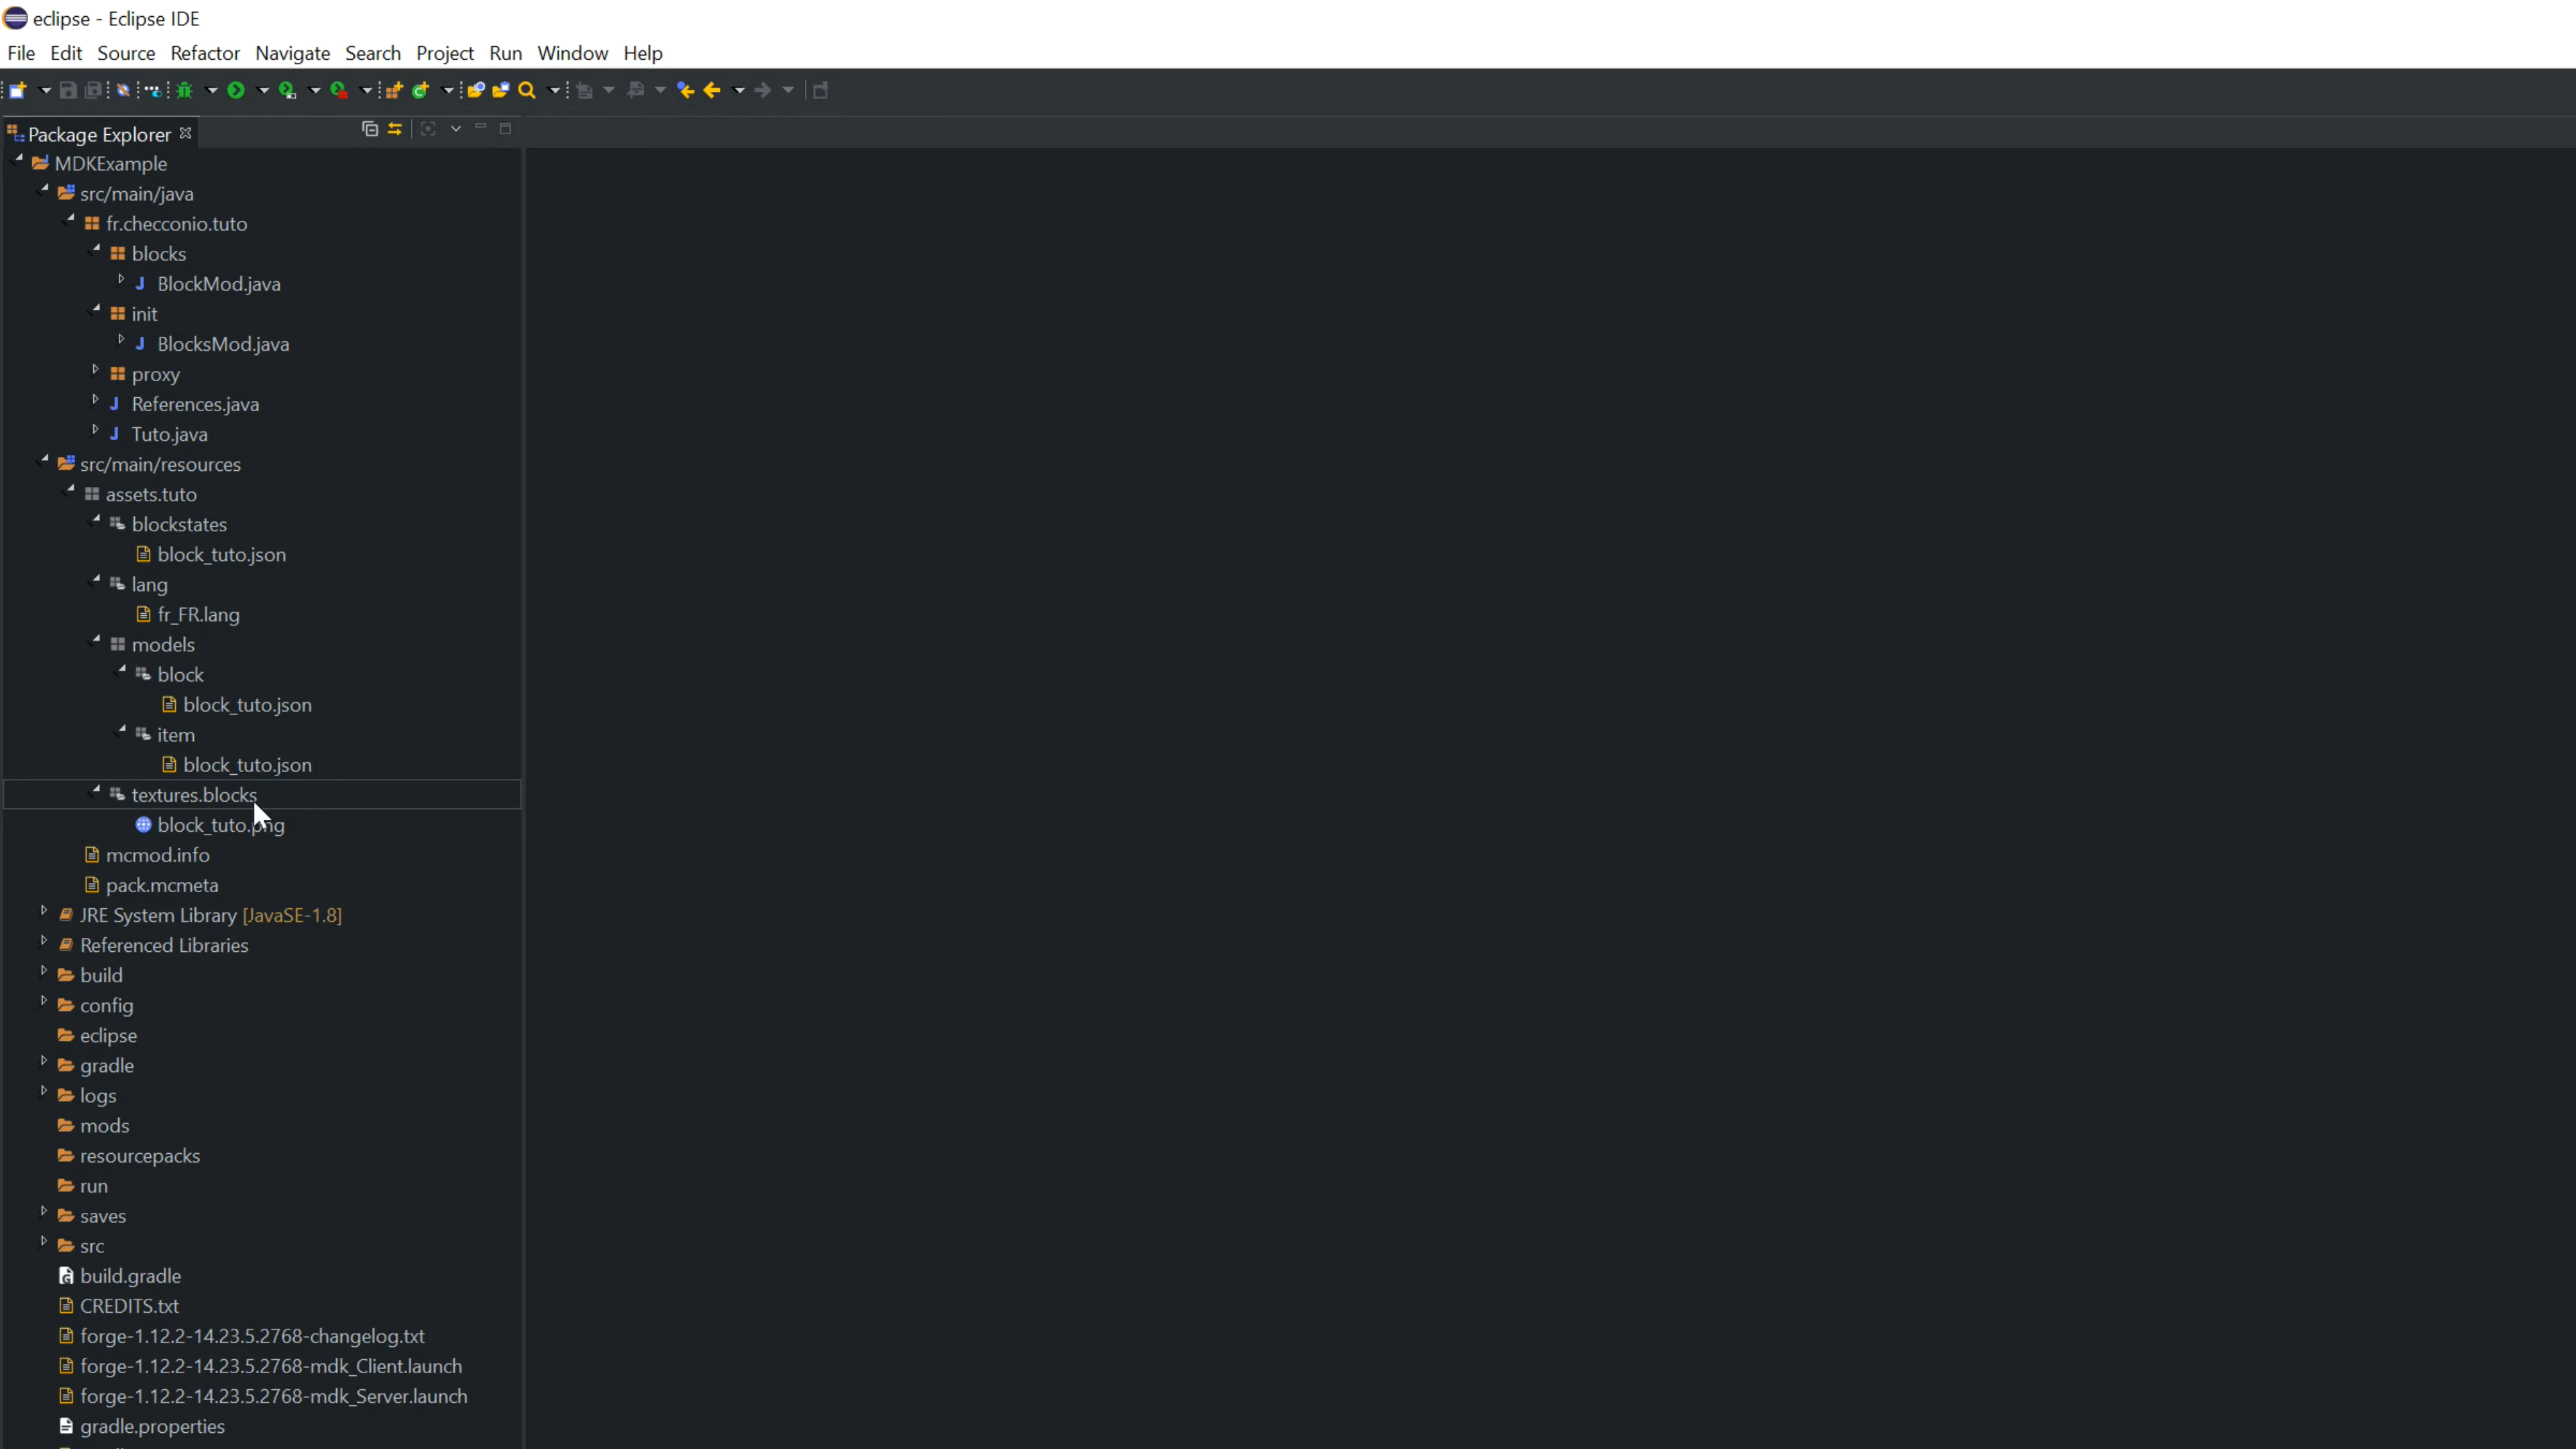 eclipse - Eclipse IDE
File Edit Source Refactor Navigate Search Project Run Window Help
Package Explorer
MDKExample
src/main/java
fr.checconio.tuto
blocks
BlockMod.java
init
BlocksMod.java
proxy
References.java
Tuto.java
src/main/resources
assets.tuto
blockstates
block_tuto.json
lang
fr_FR.lang
models
block
block_tuto.json
item
block_tuto.json
textures.blocks
block_tuto.png
mcmod.info
pack.mcmeta
JRE System Library [JavaSE-1.8]
Referenced Libraries
build
config
eclipse
gradle
logs
mods
resourcepacks
run
saves
src
build.gradle
CREDITS.txt
forge-1.12.2-14.23.5.2768-changelog.txt
forge-1.12.2-14.23.5.2768-mdk_Client.launch
forge-1.12.2-14.23.5.2768-mdk_Server.launch
gradle.properties